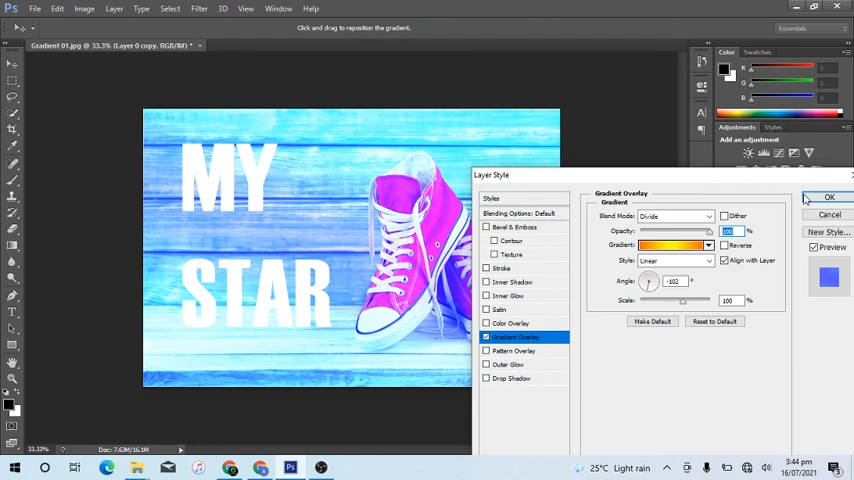 Ps File Edit Image Layer Type Select Filter 3D View Window Help
Click and drag to reposition the gradient.
Essentials
Gradient 01.jpg @ 33.3% (Layer 0 copy, RGB/8#) * ×
Color Swatches
R 0
G 0
B 0
Adjustments Styles
Add an adjustment
MY
STAR
Layer Style
Styles
Blending Options: Default
Bevel & Emboss
Contour
Texture
Stroke
Inner Shadow
Inner Glow
Satin
Color Overlay
Gradient Overlay
Pattern Overlay
Outer Glow
Drop Shadow
Gradient Overlay
Gradient
Blend Mode: Divide Dither
Opacity: 100 %
Gradient: Reverse
Style: Linear Align with Layer
Angle: -102 °
Scale: 100 %
Make Default Reset to Default
OK
Cancel
New Style...
Preview
33.33% Doc: 7.63M/16.1M
25°C Light rain
3:44 pm
16/07/2021
3